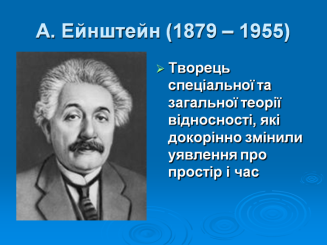 А. Ейнштейн (1879 – 1955)
Творець
спеціальної та
загальної теорії
відносності, які
докорінно змінили
уявлення про
простір і час